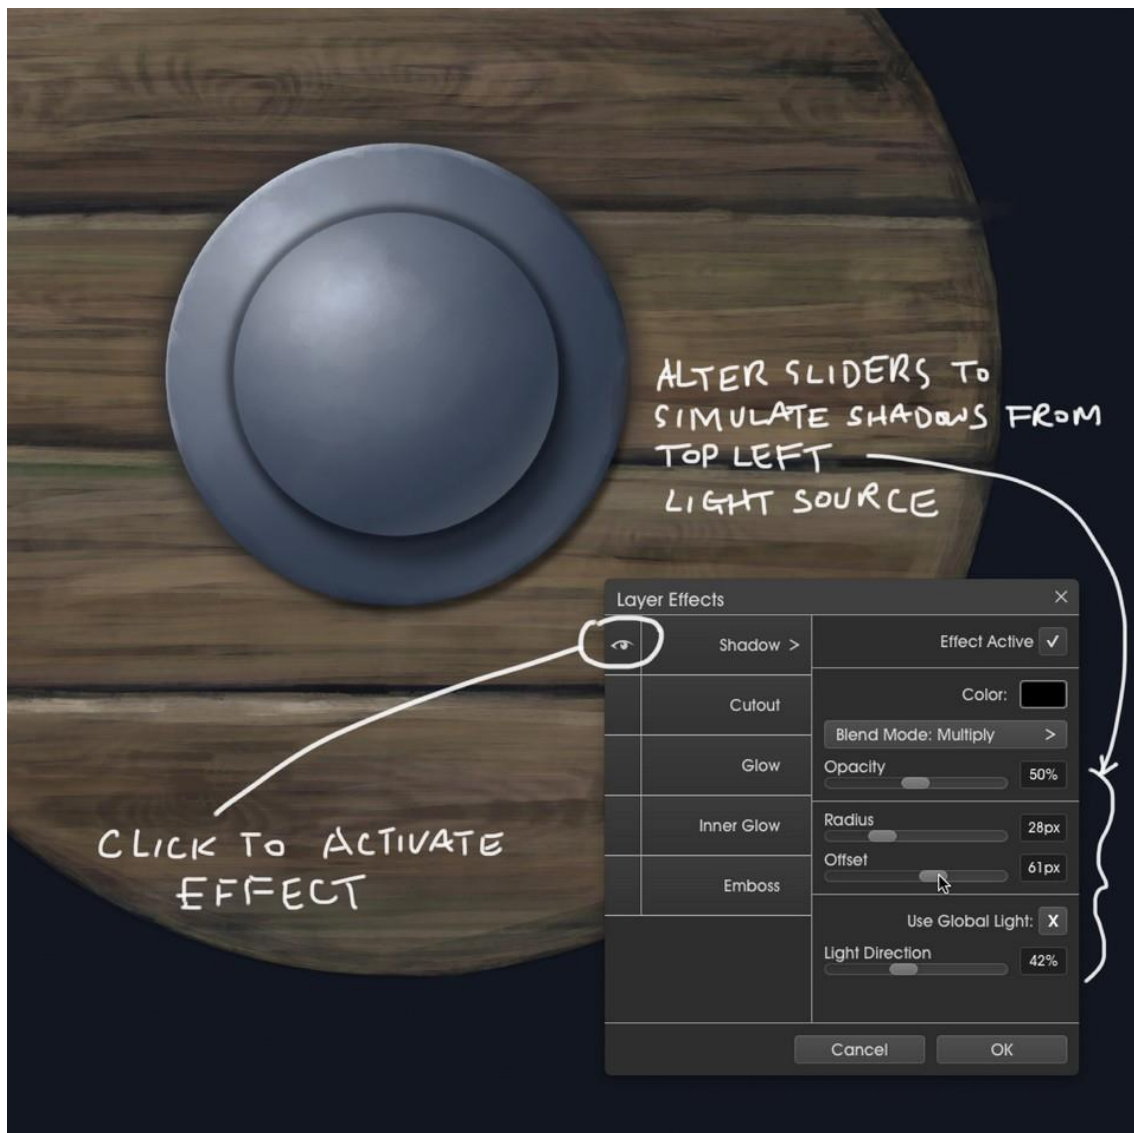 ALTER SLIDERS TO
SIMULATE SHADOWS FROM
TOP LEFT
LIGHT SOURCE
Layer Effects
Shadow >
Effect Active
Cutout
Color:
Blend Mode: Multiply >
Glow
Opacity
50%
Inner Glow
Radius
28px
Offset
61px
Emboss
Use Global Light: X
Light Direction
42%
Cancel
OK
CLICK TO ACTIVATE
EFFECT